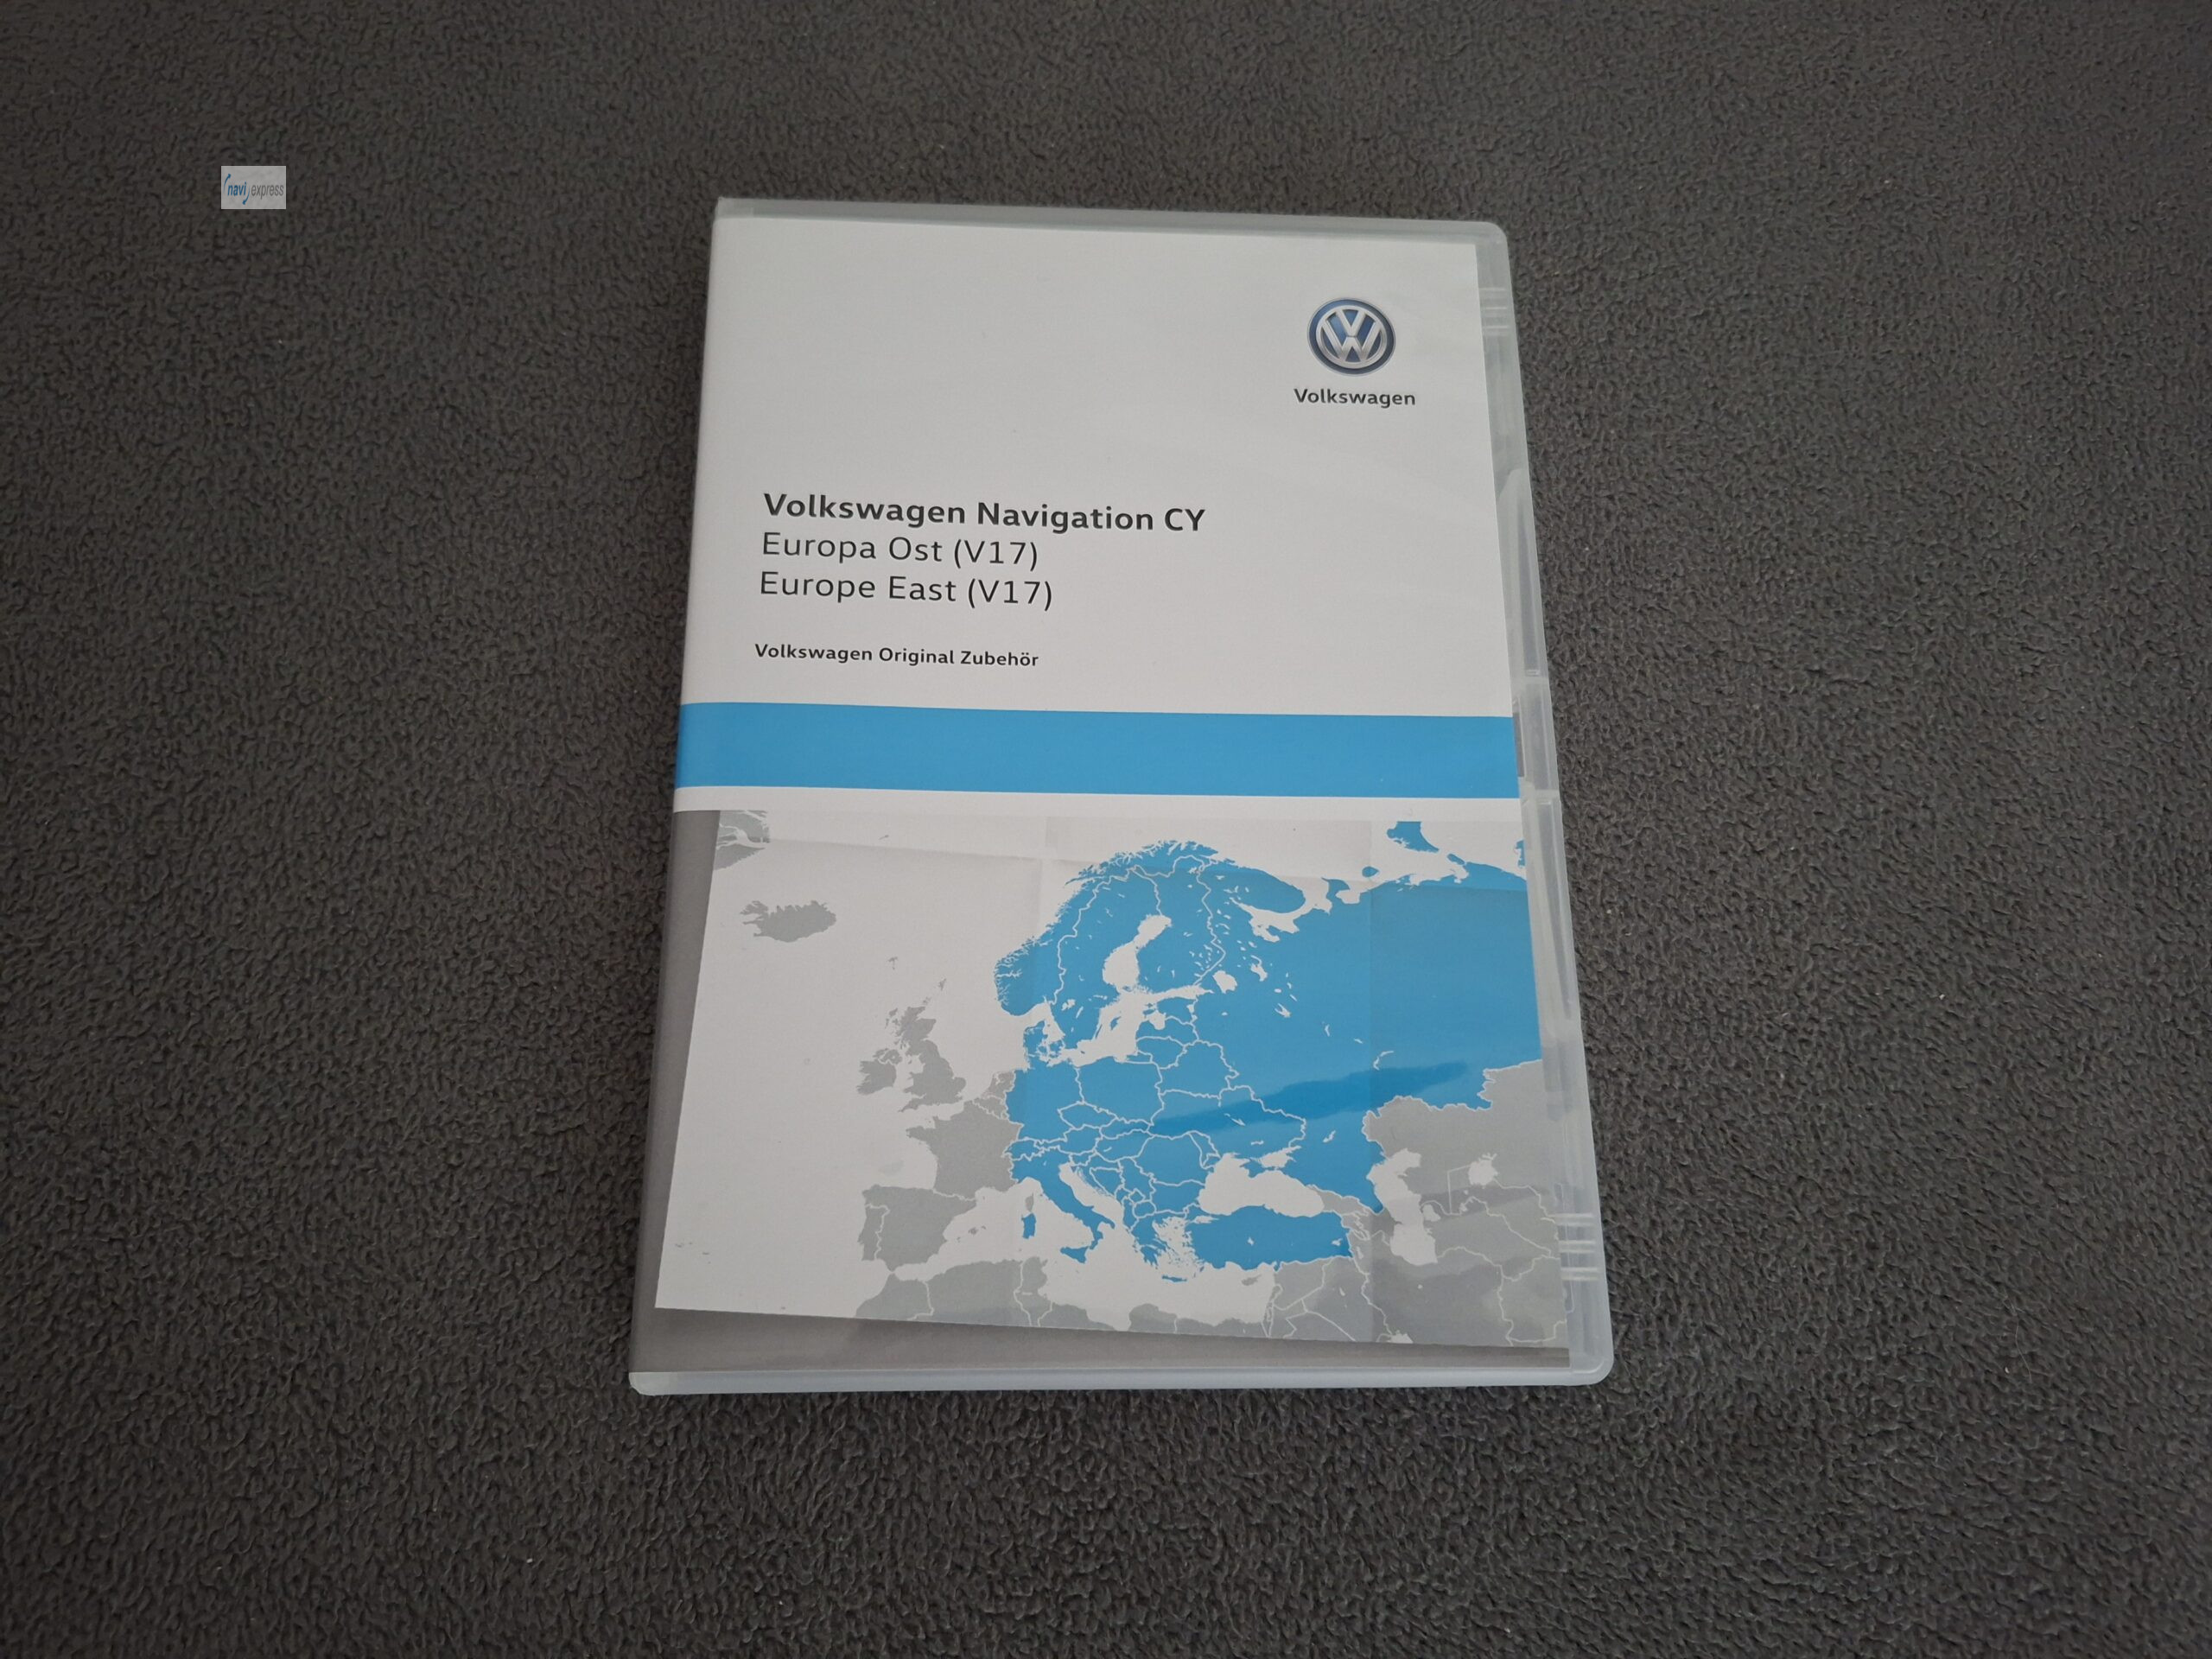 navi express
Volkswagen
Volkswagen Navigation CY
Europa Ost (V17)
Europe East (V17)
Volkswagen Original Zubehör